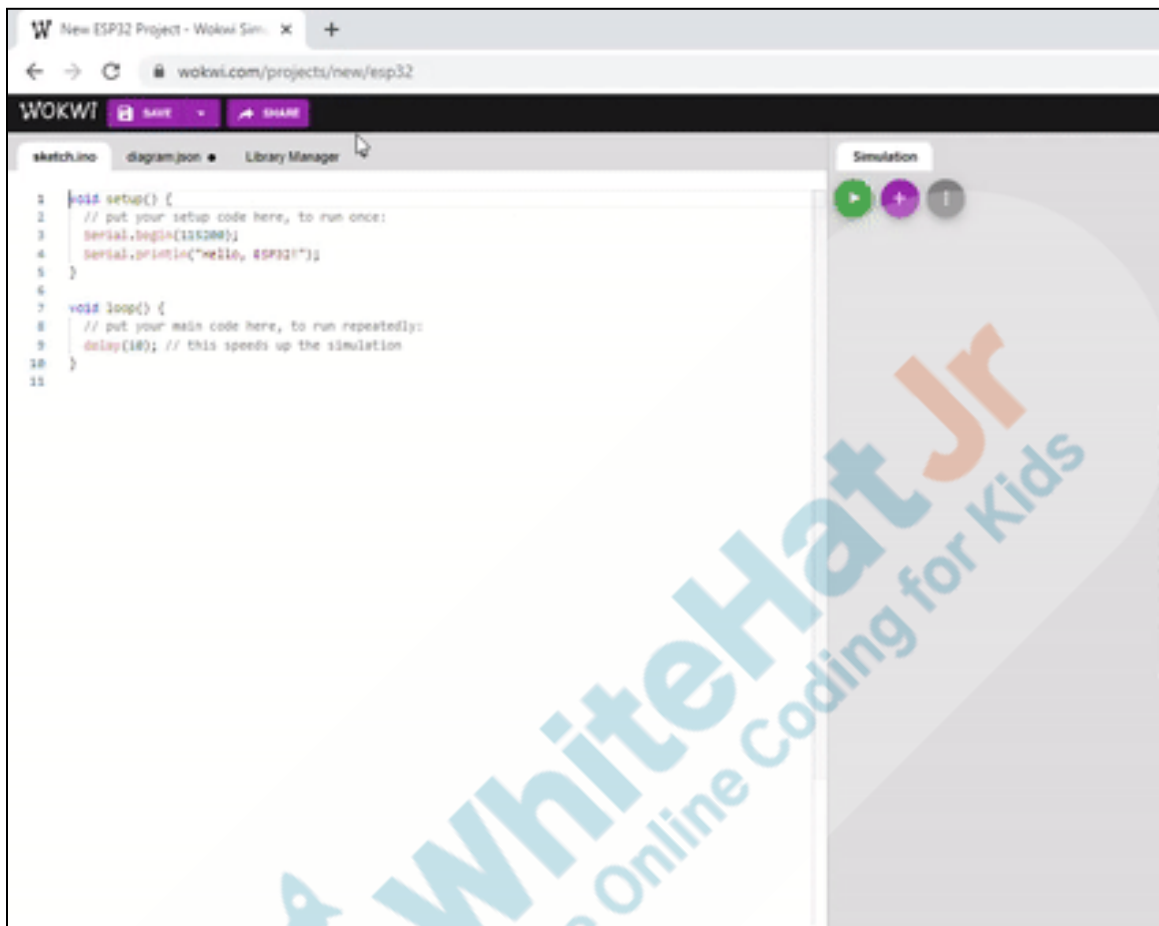 New ESP32 Project - Wokwi Sim
wokwi.com/projects/new/esp32
WOKWI SAVE SHARE
sketch.ino diagram.json Library Manager Simulation
1 void setup() {
2 // put your setup code here, to run once:
3 Serial.begin(115200);
4 Serial.println("Hello, ESP32!");
5 }
6
7 void loop() {
8 // put your main code here, to run repeatedly:
9 delay(10); // this speeds up the simulation
10 }
11
WhiteHat Jr
Online Coding for Kids